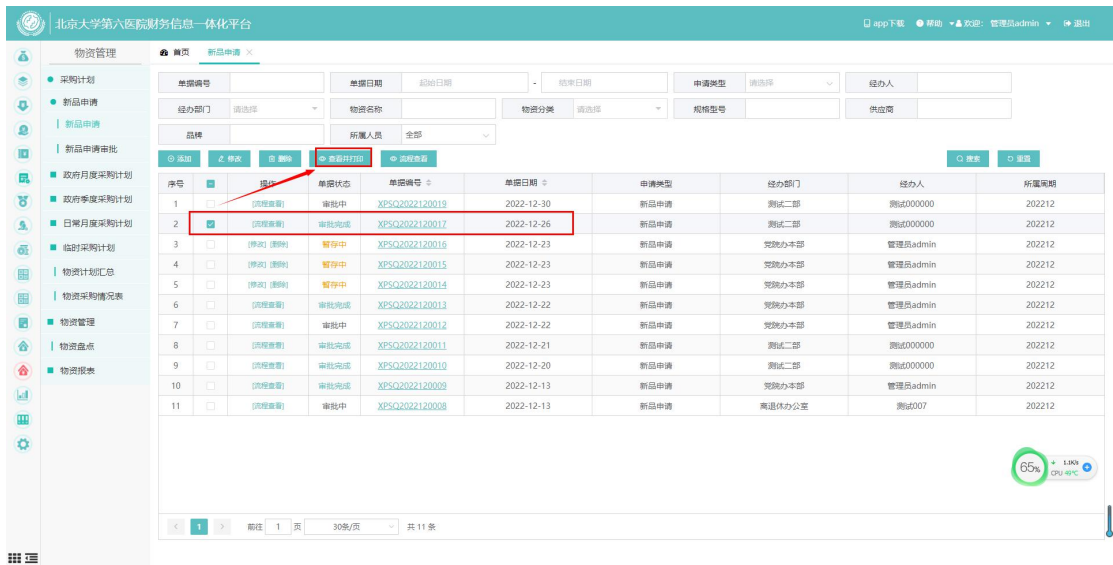 北京大学第六医院财务信息一体化平台 app下载 帮助 欢迎: 管理员admin 退出
物资管理 首页 新品申请 ×
采购计划
新品申请
新品申请
新品申请审批
政府月度采购计划
政府季度采购计划
日常月度采购计划
临时采购计划
物资计划汇总
物资采购情况表
物资管理
物资盘点
物资报表
单据编号 单据日期 起始日期 - 结束日期 申请类型 请选择 经办人
经办部门 请选择 物资名称 物资分类 请选择 规格型号 供应商
品牌 所属人员 全部
添加 修改 删除 查看并打印 流程查看 搜索 重置
序号 操作 单据状态 单据编号 单据日期 申请类型 经办部门 经办人 所属周期
1 [流程查看] 审批中 XPSQ2022120019 2022-12-30 新品申请 测试二部 测试000000 202212
2 [流程查看] 审批完成 XPSQ2022120017 2022-12-26 新品申请 测试二部 测试000000 202212
3 [修改] [删除] 暂存中 XPSQ2022120016 2022-12-23 新品申请 党院办本部 管理员admin 202212
4 [修改] [删除] 暂存中 XPSQ2022120015 2022-12-23 新品申请 党院办本部 管理员admin 202212
5 [修改] [删除] 暂存中 XPSQ2022120014 2022-12-23 新品申请 党院办本部 管理员admin 202212
6 [流程查看] 审批完成 XPSQ2022120013 2022-12-22 新品申请 党院办本部 管理员admin 202212
7 [流程查看] 审批中 XPSQ2022120012 2022-12-22 新品申请 党院办本部 管理员admin 202212
8 [流程查看] 审批完成 XPSQ2022120011 2022-12-21 新品申请 测试二部 测试000000 202212
9 [流程查看] 审批完成 XPSQ2022120010 2022-12-20 新品申请 测试二部 测试000000 202212
10 [流程查看] 审批完成 XPSQ2022120009 2022-12-13 新品申请 党院办本部 管理员admin 202212
11 [流程查看] 审批中 XPSQ2022120008 2022-12-13 新品申请 离退休办公室 测试007 202212
65% 1.1K/s
CPU 49℃
< 1 > 前往 1 页 30条/页 共 11 条